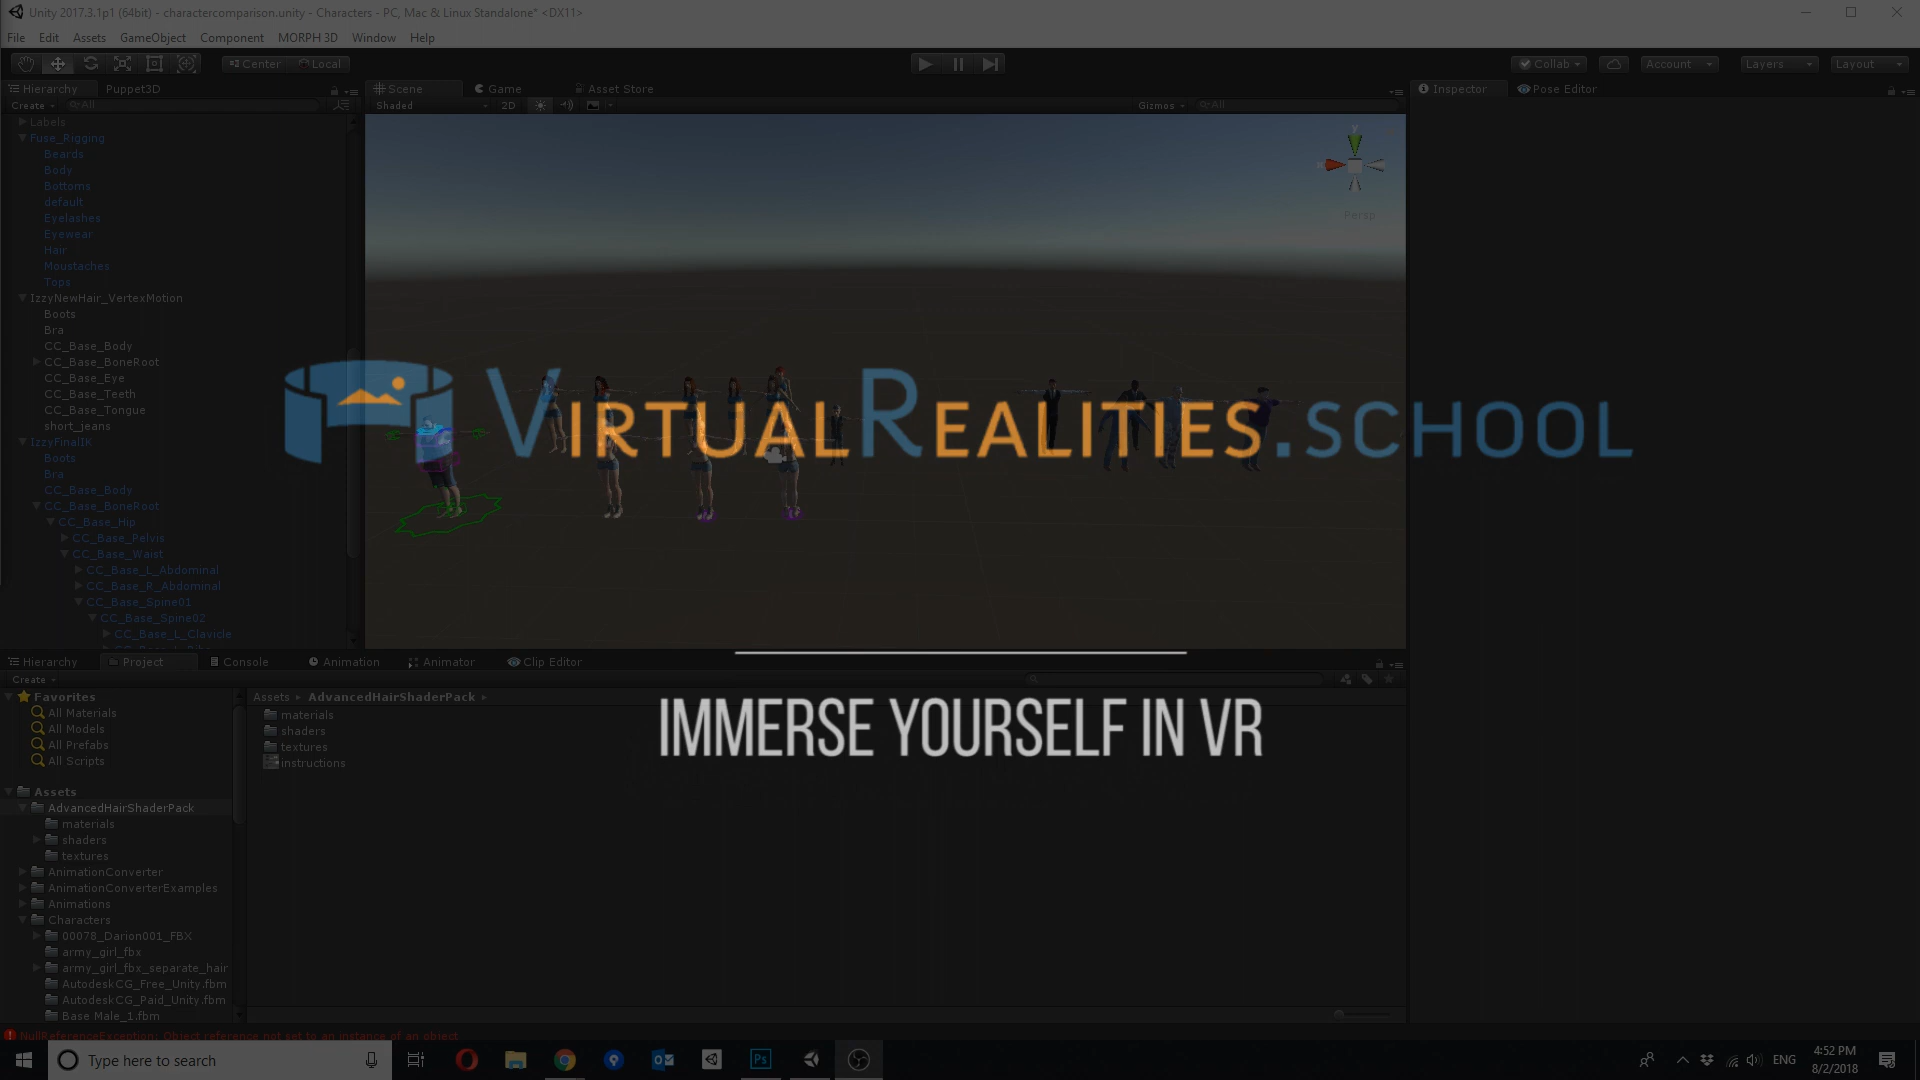 Unity 2017.3.1p1 (64bit) - charactercomparison.unity - Characters - PC, Mac & Linux Standalone* <DX11>
File Edit Assets GameObject Component MORPH 3D Window Help
Center Local Collab Account Layers Layout
Hierarchy Puppet3D Scene Game Asset Store Inspector Pose Editor
Create All Shaded 2D Gizmos All
Labels
Fuse_Rigging
Beards
Body
Bottoms
default
Eyelashes
Eyewear
Hair
Moustaches
Tops
IzzyNewHair_VertexMotion
Boots
Bra
CC_Base_Body
CC_Base_BoneRoot
CC_Base_Eye
CC_Base_Teeth
CC_Base_Tongue
short_jeans
IzzyFinalIK
Boots
Bra
CC_Base_Body
CC_Base_BoneRoot
CC_Base_Hip
CC_Base_Pelvis
CC_Base_Waist
CC_Base_L_Abdominal
CC_Base_R_Abdominal
CC_Base_Spine01
CC_Base_Spine02
CC_Base_L_Clavicle
y
Persp
VIRTUALREALITIES.SCHOOL
IMMERSE YOURSELF IN VR
Hierarchy Project Console Animation Animator Clip Editor
Create
Favorites
All Materials
All Models
All Prefabs
All Scripts
Assets
AdvancedHairShaderPack
materials
shaders
textures
AnimationConverter
AnimationConverterExamples
Animations
Characters
00078_Darion001_FBX
army_girl_fbx
army_girl_fbx_separate_hair
AutodeskCG_Free_Unity.fbm
AutodeskCG_Paid_Unity.fbm
Base Male_1.fbm
Assets AdvancedHairShaderPack
materials
shaders
textures
instructions
NullReferenceException: Object reference not set to an instance of an object
Type here to search
Ps
ENG
4:52 PM
8/2/2018